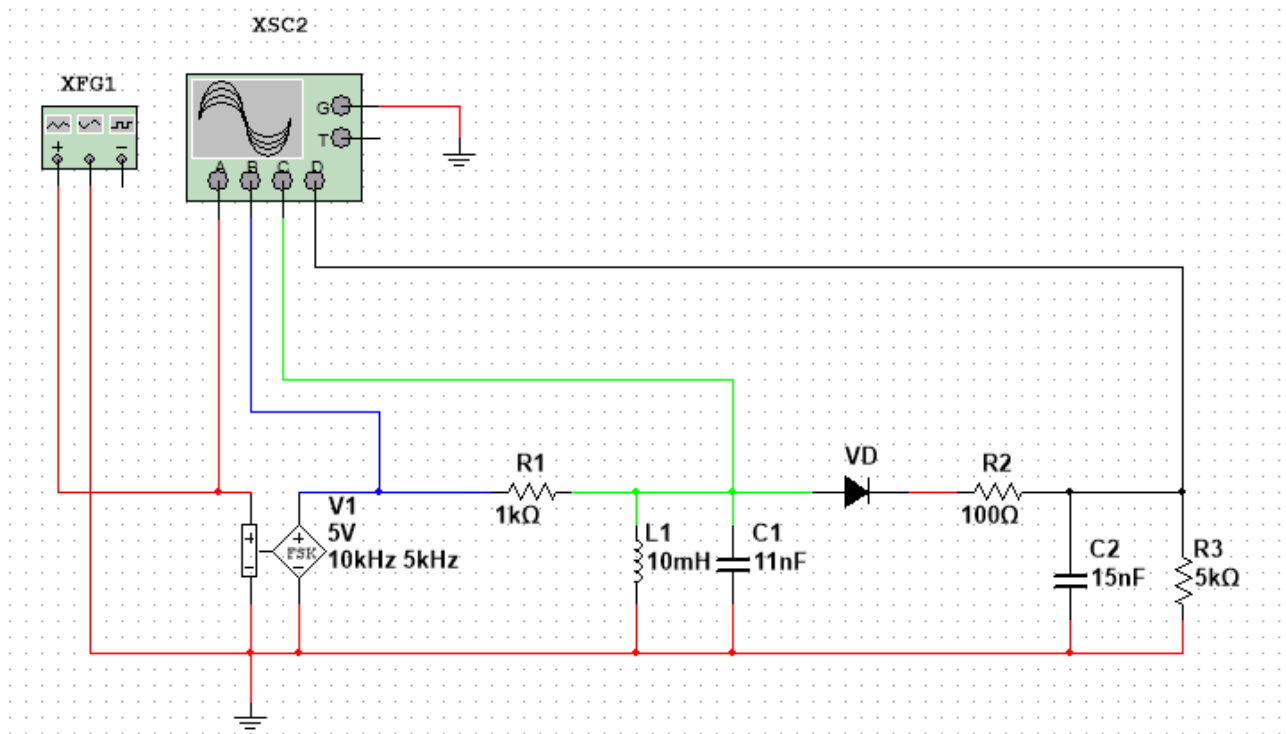 XSC2
XFG1
G
T
A B C D
+ −
VD
R1
R2
1kΩ
100Ω
V1
5V
10kHz 5kHz
+
−
+
FSK
−
L1
10mH
C1
11nF
C2
15nF
R3
5kΩ